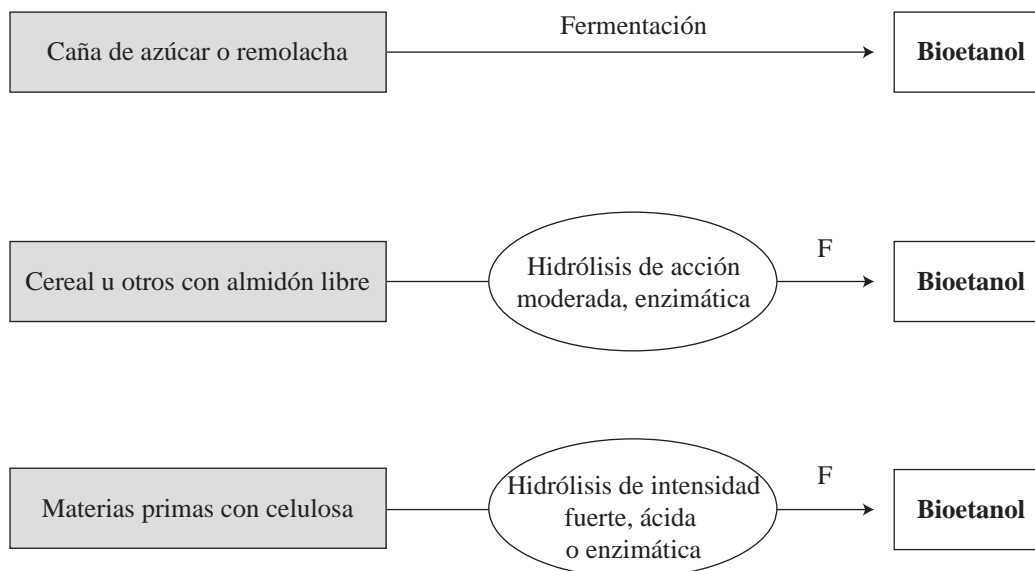 Fermentación
Caña de azúcar o remolacha
Bioetanol
F
Cereal u otros con almidón libre
Hidrólisis de acción
moderada, enzimática
Bioetanol
F
Materias primas con celulosa
Hidrólisis de intensidad
fuerte, ácida
o enzimática
Bioetanol